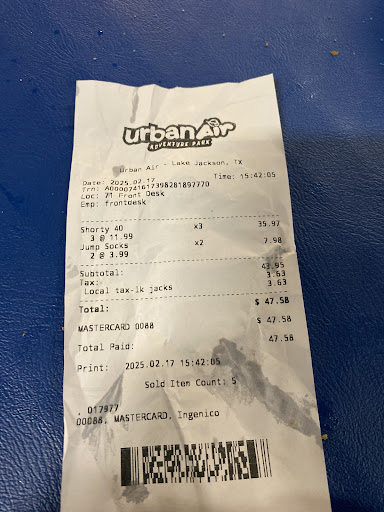 urban Air
ADVENTURE PARK
Urban Air - Lake Jackson, TX
Date: 2025.02.17 Time: 15:42:05
Trn: A0000741617398281897770
Loc: 71 Front Desk
Emp: frontdesk
Shorty 40 x3 35.97
3 @ 11.99
Jump Socks x2 7.98
2 @ 3.99
Subtotal: 43.95
Tax: 3.63
Local tax-lk jacks 3.63
Total: $ 47.58
MASTERCARD 0088 $ 47.58
Total Paid: 47.58
Print: 2025.02.17 15:42:05
Sold Item Count: 5
. 017977
00088, MASTERCARD, Ingenico